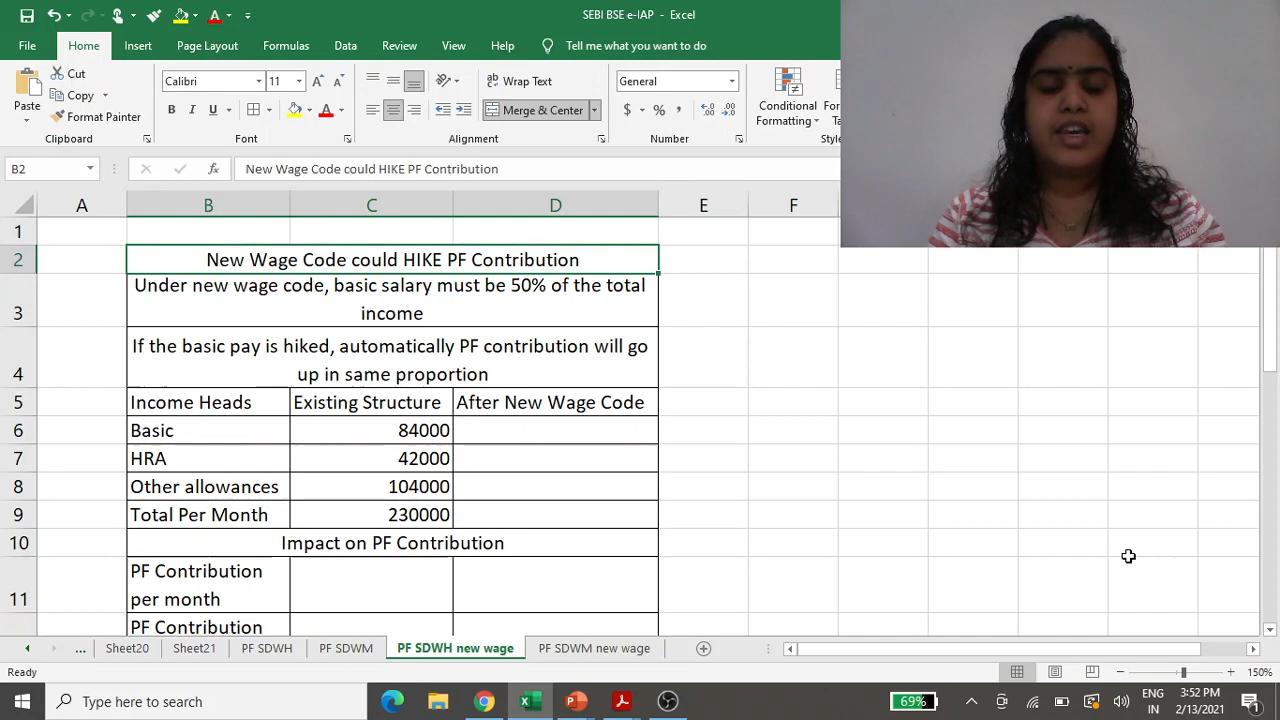 SEBI BSE e-IAP - Excel
File Home Insert Page Layout Formulas Data Review View Help Tell me what you want to do
Paste
Cut
Copy
Format Painter
Clipboard
Calibri 11
B I U
Font
Wrap Text
Merge & Center
Alignment
General
$ % ,
Number
Conditional
Formatting
B2 fx New Wage Code could HIKE PF Contribution
A B C D E F
1
2 New Wage Code could HIKE PF Contribution
Under new wage code, basic salary must be 50% of the total
3 income
If the basic pay is hiked, automatically PF contribution will go
4 up in same proportion
5 Income Heads Existing Structure After New Wage Code
6 Basic 84000
7 HRA 42000
8 Other allowances 104000
9 Total Per Month 230000
10 Impact on PF Contribution
PF Contribution
11 per month
PF Contribution
... Sheet20 Sheet21 PF SDWH PF SDWM PF SDWH new wage PF SDWM new wage
Ready 150%
Type here to search 69% ENG 3:52 PM
IN 2/13/2021 1